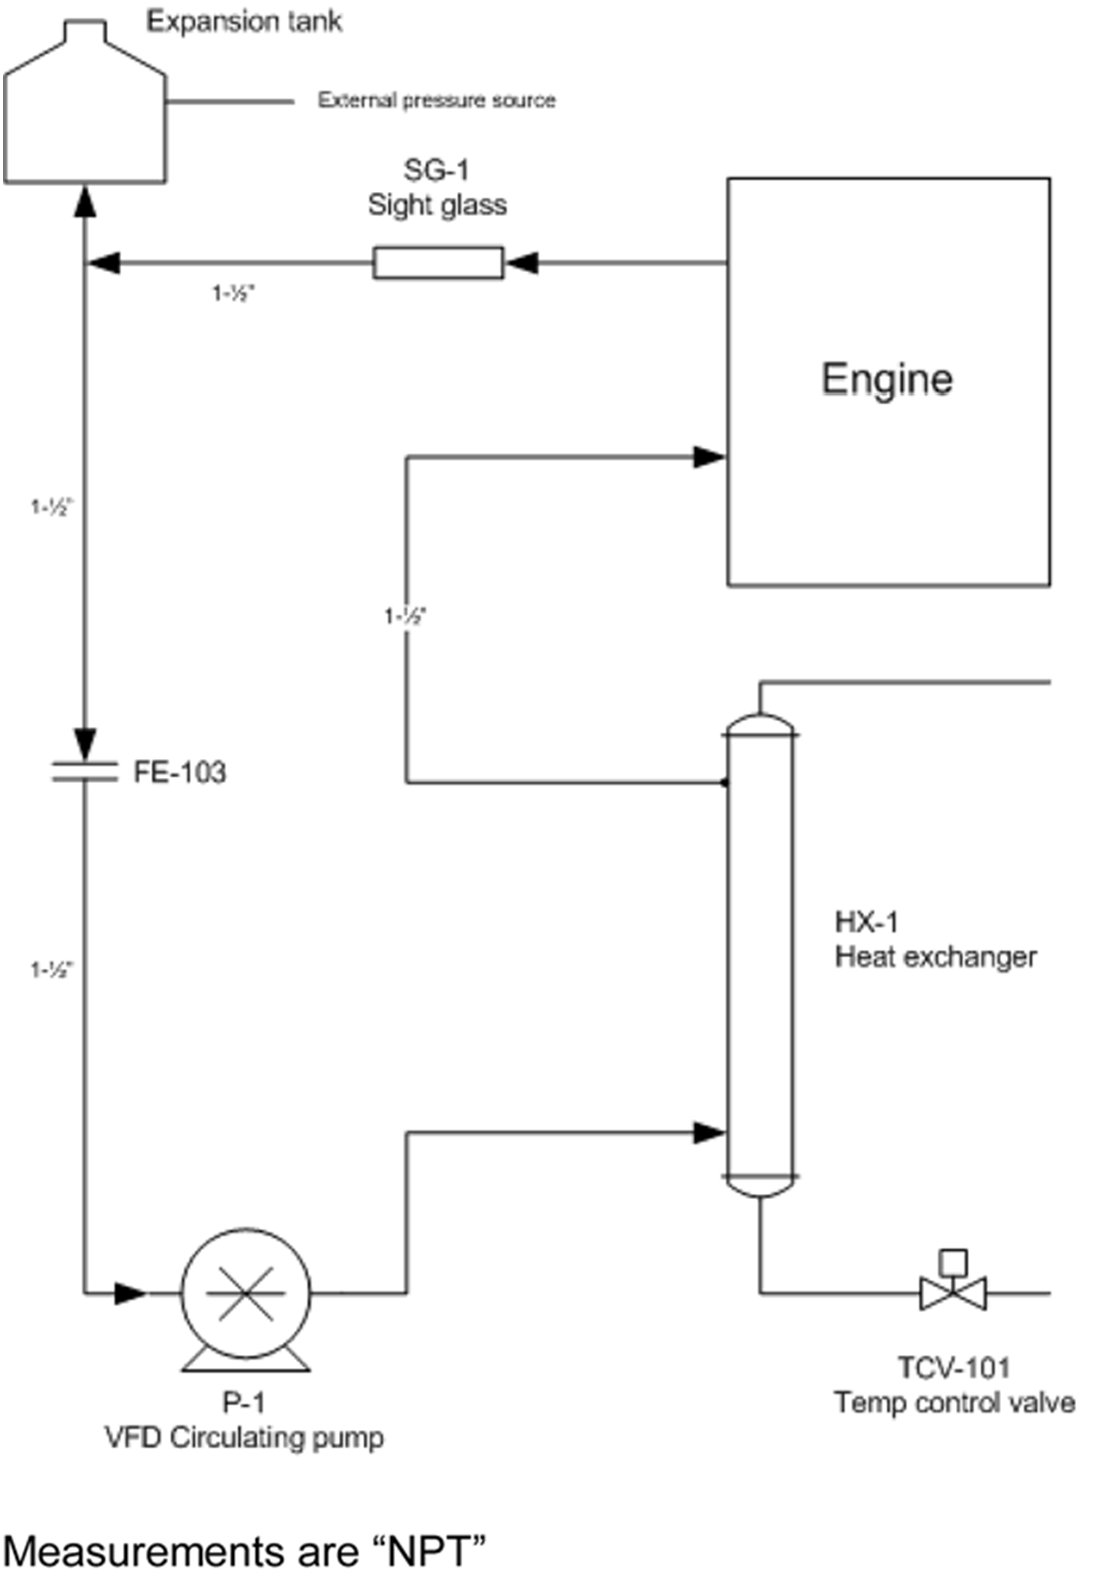 Expansion tank
External pressure source
SG-1
Sight glass
1-½"
Engine
1-½"
1-½"
FE-103
HX-1
Heat exchanger
1-½"
TCV-101
Temp control valve
P-1
VFD Circulating pump
Measurements are “NPT”